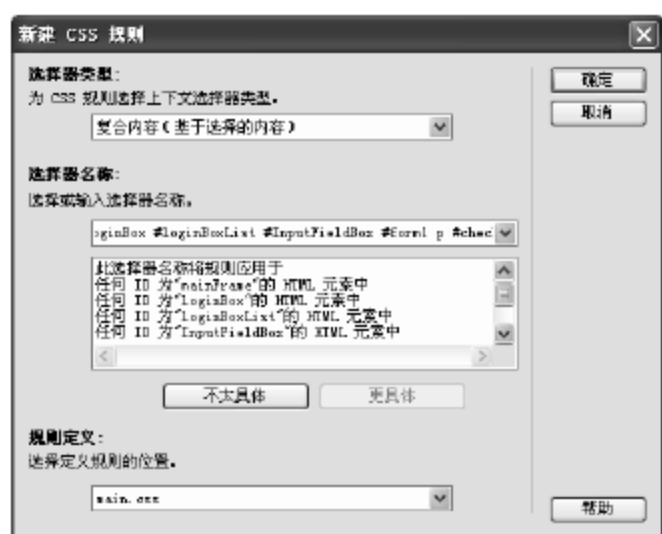 新建 CSS 规则
选择器类型:
确定
为 CSS 规则选择上下文选择器类型。
取消
复合内容(基于选择的内容)
选择器名称:
选择或输入选择器名称。
oginBox #loginBoxList #InputFieldBox #form1 p #chec
此选择器名称将规则应用于
任何 ID 为"mainFrame"的 HTML 元素中
任何 ID 为"loginBox"的 HTML 元素中
任何 ID 为"loginBoxList"的 HTML 元素中
任何 ID 为"InputFieldBox"的 HTML 元素中
不太具体
更具体
规则定义:
选择定义规则的位置。
main.css
帮助